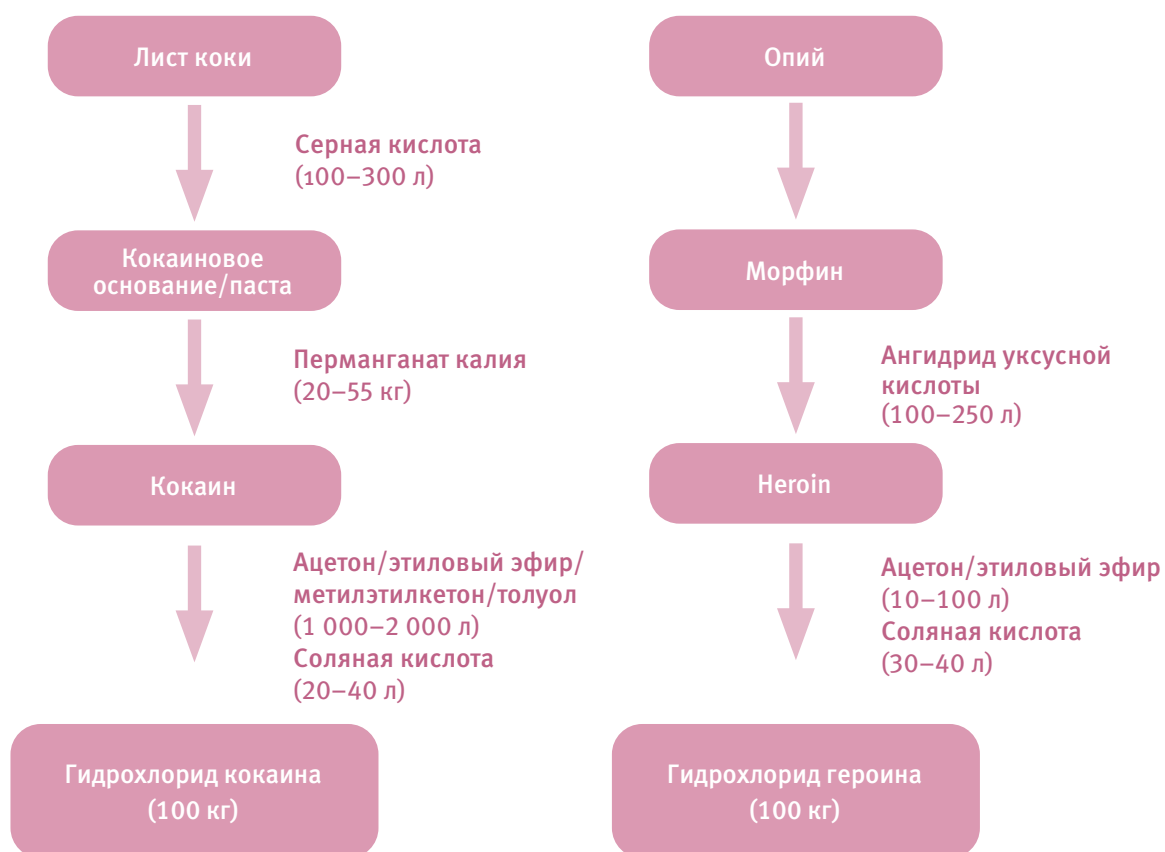 Лист коки
Серная кислота
(100–300 л)
Кокаиновое
основание/паста
Перманганат калия
(20–55 кг)
Кокаин
Ацетон/этиловый эфир/
метилэтилкетон/толуол
(1 000–2 000 л)
Соляная кислота
(20–40 л)
Гидрохлорид кокаина
(100 кг)
Опий
Морфин
Ангидрид уксусной
кислоты
(100–250 л)
Heroin
Ацетон/этиловый эфир
(10–100 л)
Соляная кислота
(30–40 л)
Гидрохлорид героина
(100 кг)